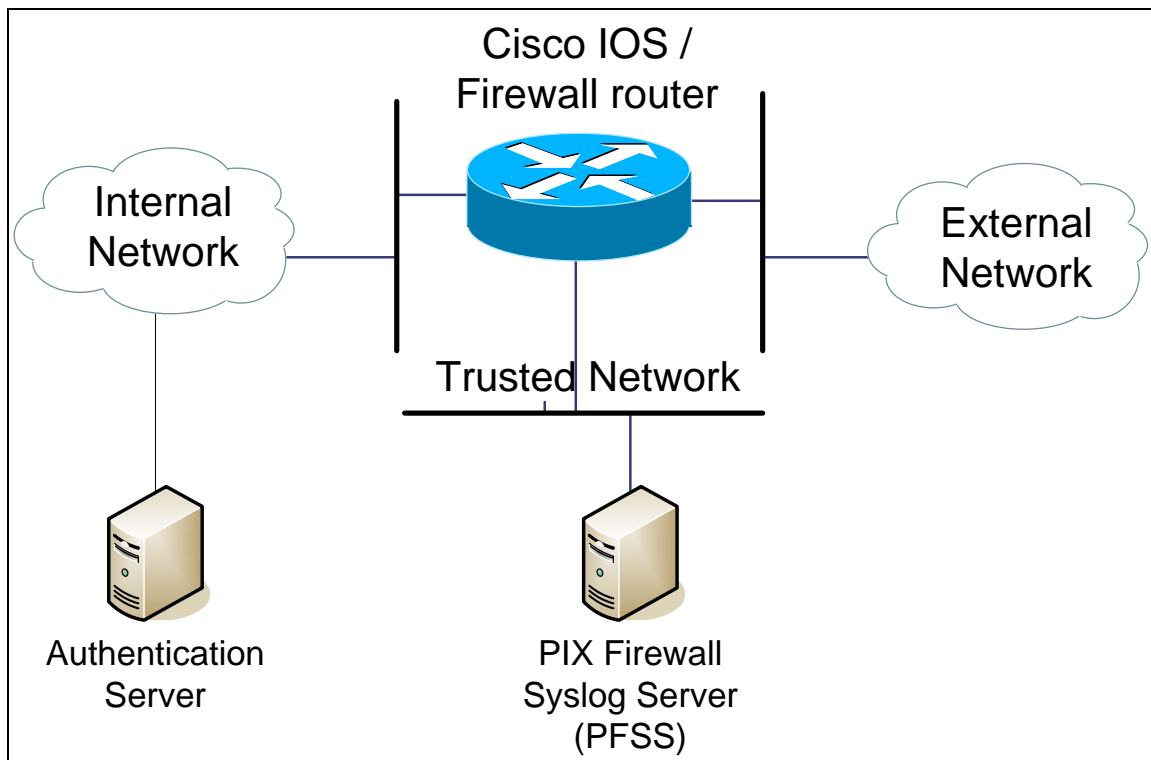 Cisco IOS /
Firewall router
Internal
Network
External
Network
Trusted Network
Authentication
Server
PIX Firewall
Syslog Server
(PFSS)